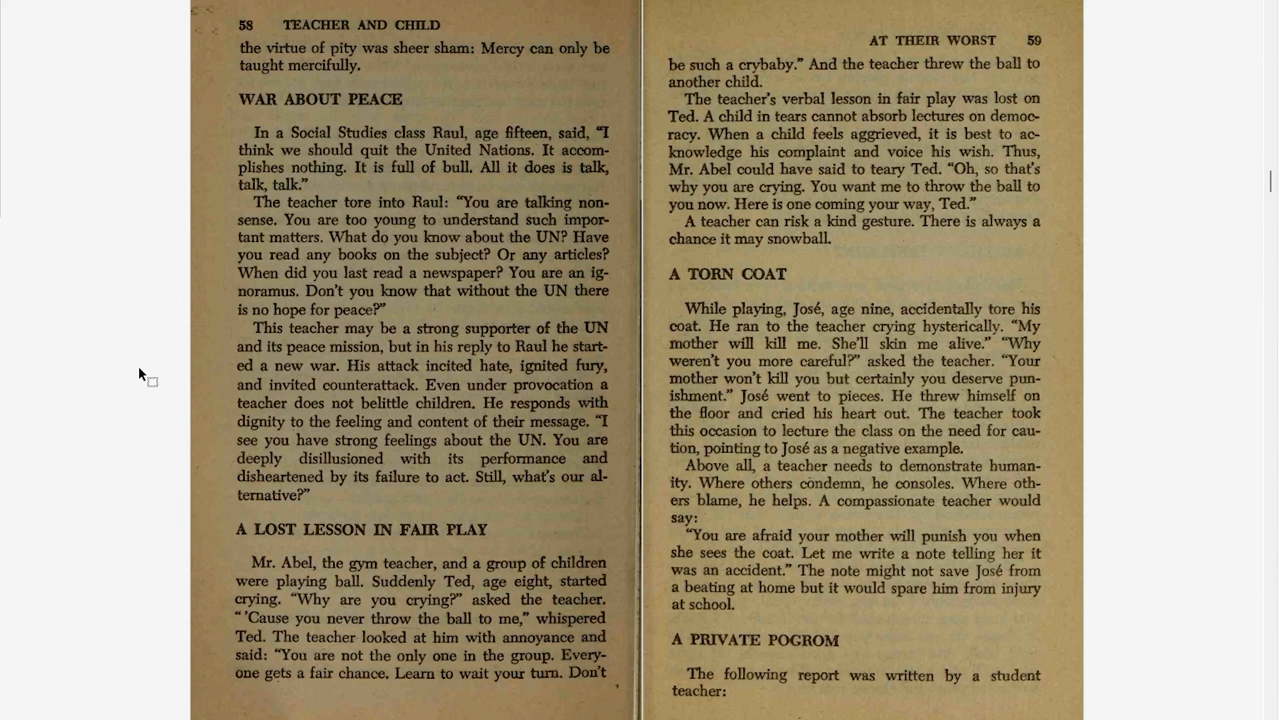 58 TEACHER AND CHILD
the virtue of pity was sheer sham: Mercy can only be
taught mercifully.
WAR ABOUT PEACE
In a Social Studies class Raul, age fifteen, said, “I
think we should quit the United Nations. It accom-
plishes nothing. It is full of bull. All it does is talk,
talk, talk.”
The teacher tore into Raul: “You are talking non-
sense. You are too young to understand such impor-
tant matters. What do you know about the UN? Have
you read any books on the subject? Or any articles?
When did you last read a newspaper? You are an ig-
noramus. Don’t you know that without the UN there
is no hope for peace?”
This teacher may be a strong supporter of the UN
and its peace mission, but in his reply to Raul he start-
ed a new war. His attack incited hate, ignited fury,
and invited counterattack. Even under provocation a
teacher does not belittle children. He responds with
dignity to the feeling and content of their message. “I
see you have strong feelings about the UN. You are
deeply disillusioned with its performance and
disheartened by its failure to act. Still, what’s our al-
ternative?”
A LOST LESSON IN FAIR PLAY
Mr. Abel, the gym teacher, and a group of children
were playing ball. Suddenly Ted, age eight, started
crying. “Why are you crying?” asked the teacher.
“ ’Cause you never throw the ball to me,” whispered
Ted. The teacher looked at him with annoyance and
said: “You are not the only one in the group. Every-
one gets a fair chance. Learn to wait your turn. Don’t
AT THEIR WORST 59
be such a crybaby.” And the teacher threw the ball to
another child.
The teacher’s verbal lesson in fair play was lost on
Ted. A child in tears cannot absorb lectures on democ-
racy. When a child feels aggrieved, it is best to ac-
knowledge his complaint and voice his wish. Thus,
Mr. Abel could have said to teary Ted. “Oh, so that’s
why you are crying. You want me to throw the ball to
you now. Here is one coming your way, Ted.”
A teacher can risk a kind gesture. There is always a
chance it may snowball.
A TORN COAT
While playing, José, age nine, accidentally tore his
coat. He ran to the teacher crying hysterically. “My
mother will kill me. She’ll skin me alive.” “Why
weren’t you more careful?” asked the teacher. “Your
mother won’t kill you but certainly you deserve pun-
ishment.” José went to pieces. He threw himself on
the floor and cried his heart out. The teacher took
this occasion to lecture the class on the need for cau-
tion, pointing to José as a negative example.
Above all, a teacher needs to demonstrate human-
ity. Where others condemn, he consoles. Where oth-
ers blame, he helps. A compassionate teacher would
say:
“You are afraid your mother will punish you when
she sees the coat. Let me write a note telling her it
was an accident.” The note might not save José from
a beating at home but it would spare him from injury
at school.
A PRIVATE POGROM
The following report was written by a student
teacher: